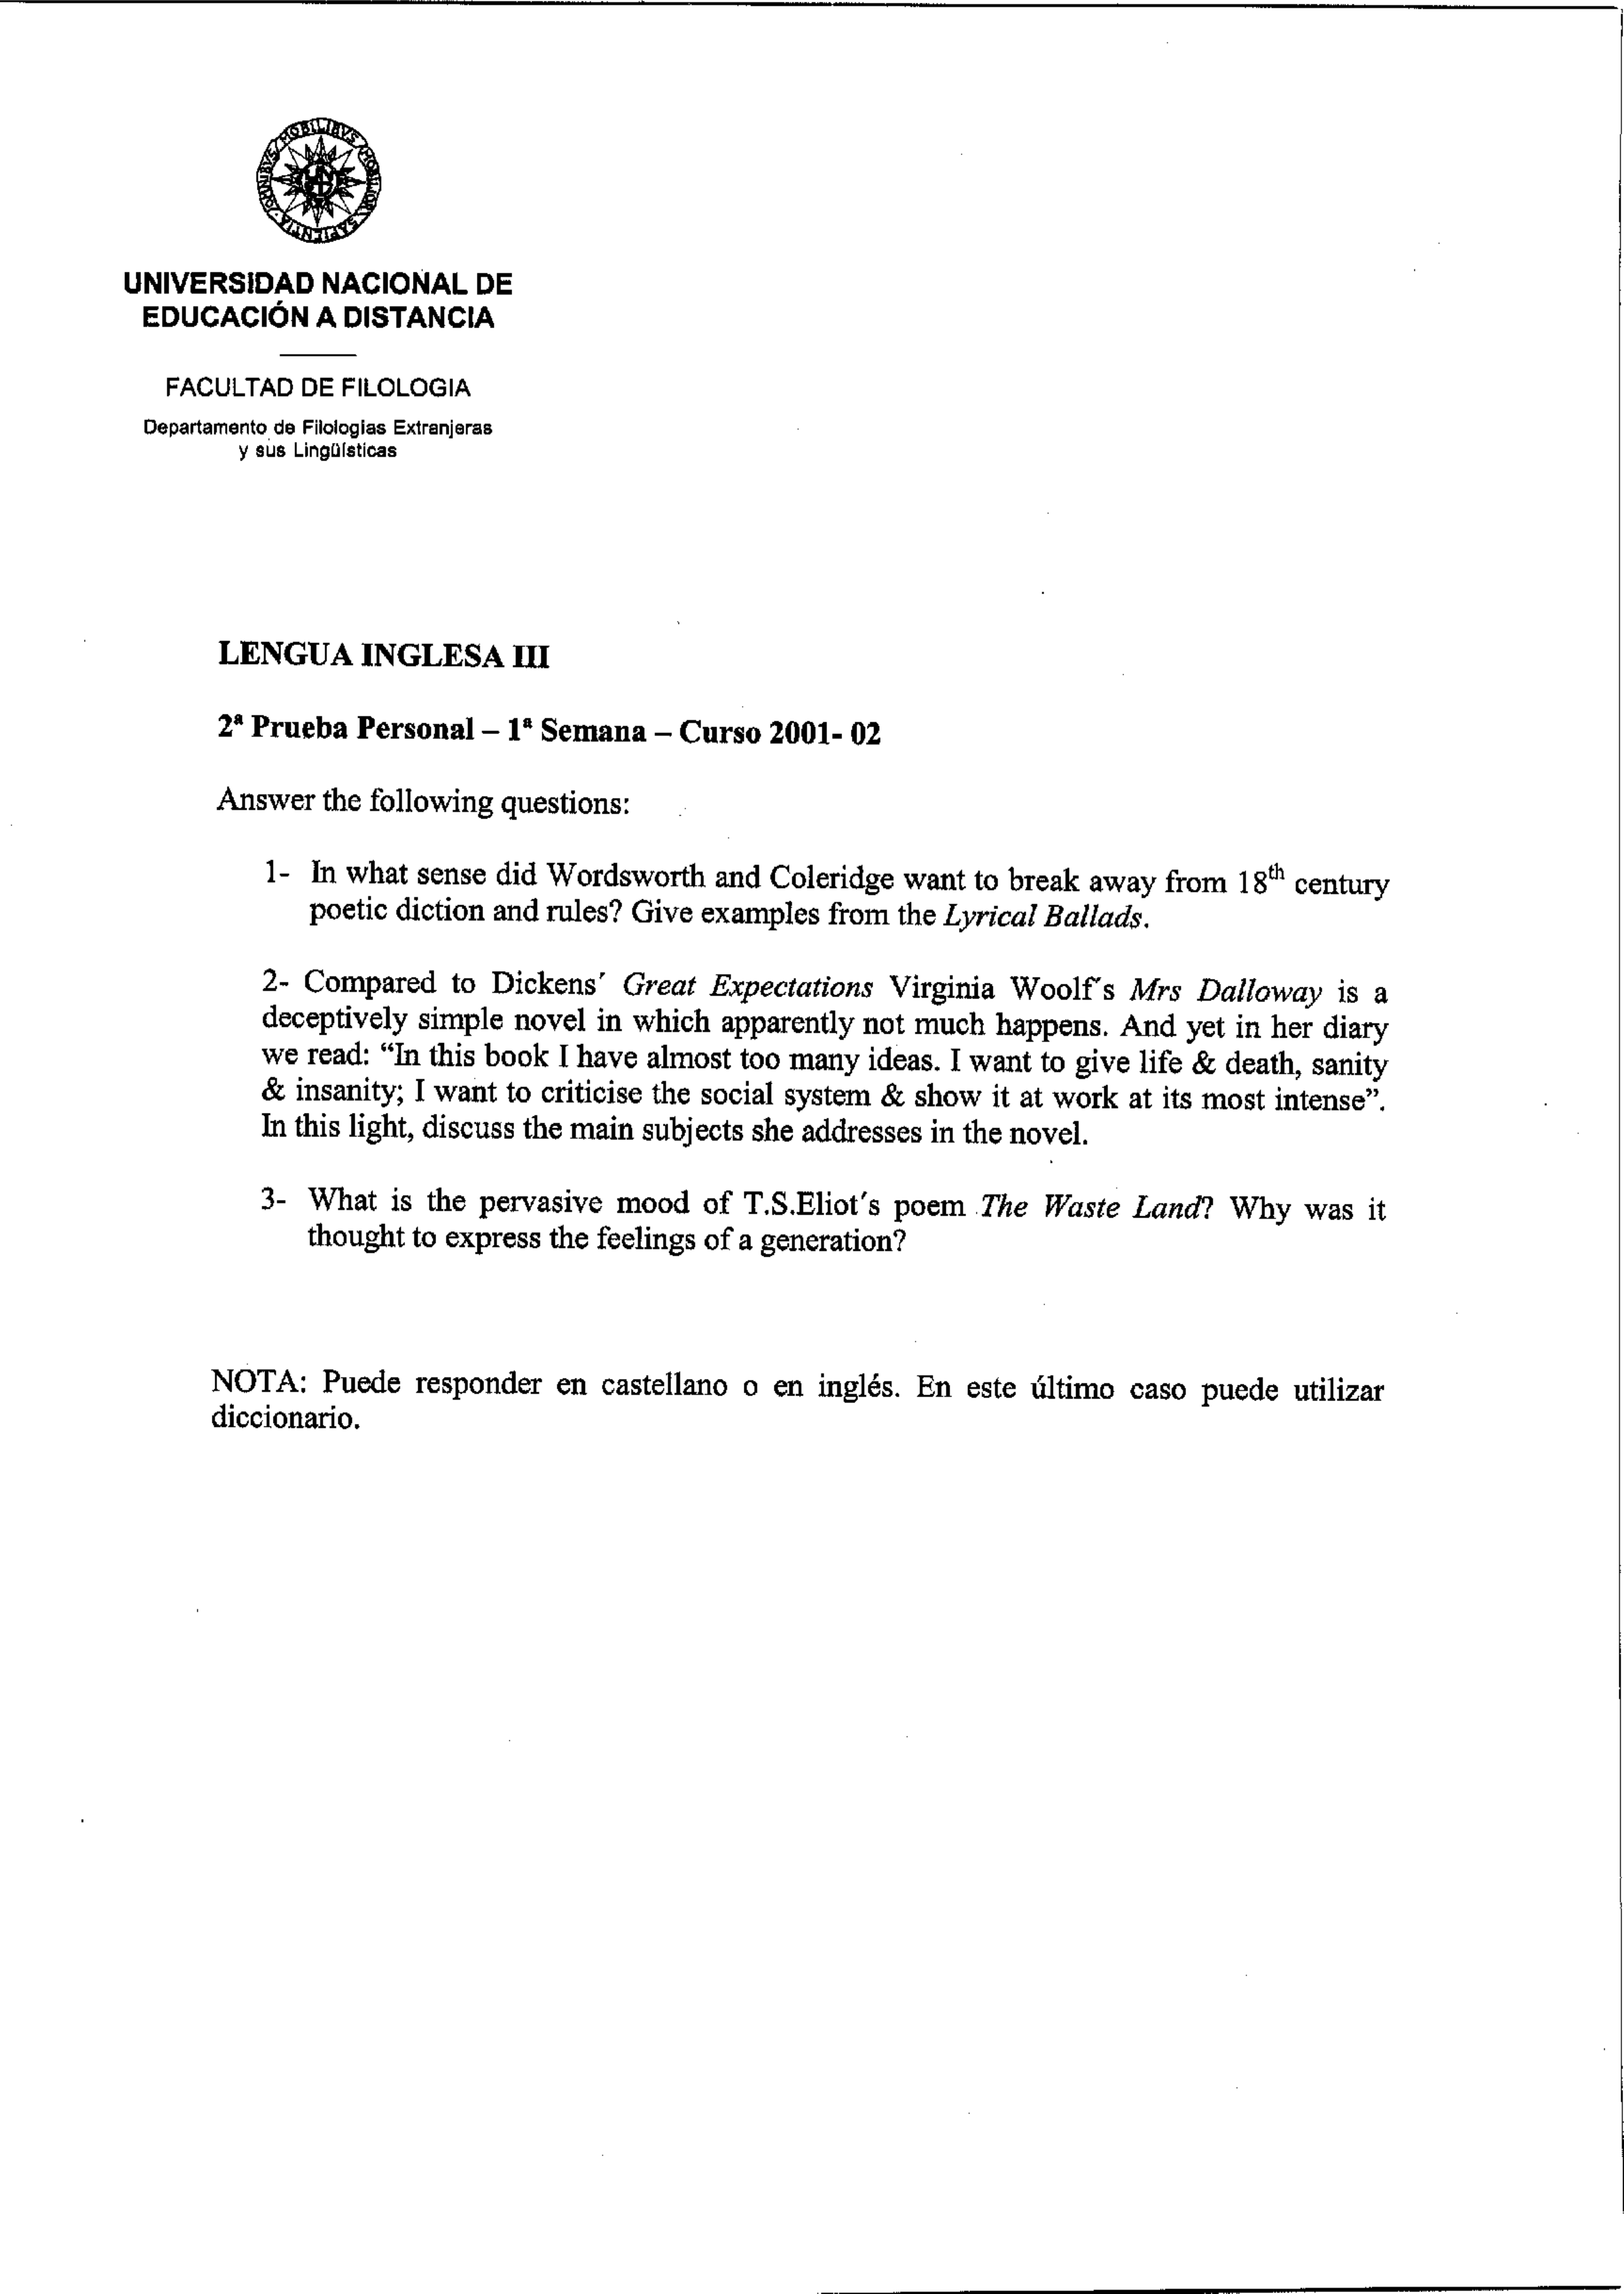 OMNIBVS MOBILIBVS MOBILIOR SAPIENTIA
UNIVERSIDAD NACIONAL DE
EDUCACIÓN A DISTANCIA
FACULTAD DE FILOLOGIA
Departamento de Filologías Extranjeras
y sus Lingüísticas
LENGUA INGLESA III
2ª Prueba Personal – 1ª Semana – Curso 2001- 02
Answer the following questions:
1- In what sense did Wordsworth and Coleridge want to break away from 18th century
poetic diction and rules? Give examples from the Lyrical Ballads.
2- Compared to Dickens' Great Expectations Virginia Woolf's Mrs Dalloway is a
deceptively simple novel in which apparently not much happens. And yet in her diary
we read: “In this book I have almost too many ideas. I want to give life & death, sanity
& insanity; I want to criticise the social system & show it at work at its most intense”.
In this light, discuss the main subjects she addresses in the novel.
3- What is the pervasive mood of T.S.Eliot's poem The Waste Land? Why was it
thought to express the feelings of a generation?
NOTA: Puede responder en castellano o en inglés. En este último caso puede utilizar
diccionario.